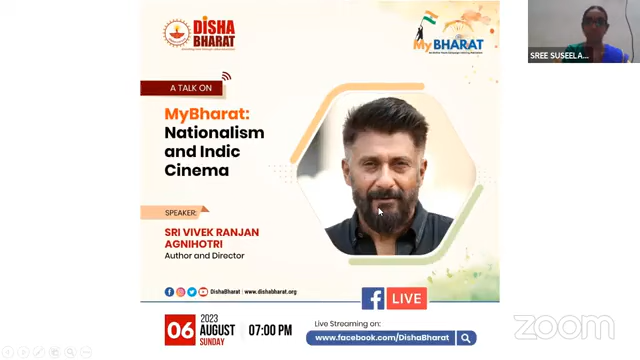 DISHA
BHARAT
My BHARAT
A TALK ON
MyBharat:
Nationalism
and Indic
Cinema
SPEAKER:
SRI VIVEK RANJAN
AGNIHOTRI
Author and Director
DishaBharat | www.dishabharat.org
f LIVE
06 2023
AUGUST
SUNDAY
07:00 PM
Live Streaming on:
www.facebook.com/DishaBharat
SREE SUSEELA...
zoom